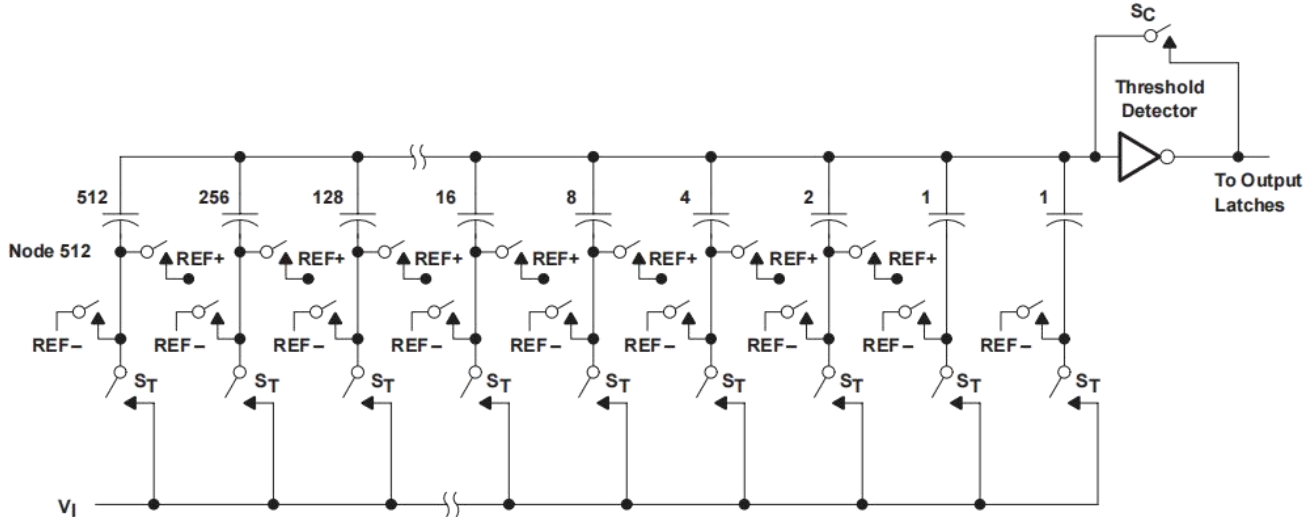 SC
Threshold
Detector
To Output
Latches
512 256 128 16 8 4 2 1 1
Node 512 REF+ REF+ REF+ REF+ REF+ REF+ REF+
REF− REF− REF− REF− REF− REF− REF− REF− REF−
ST ST ST ST ST ST ST ST ST
VI